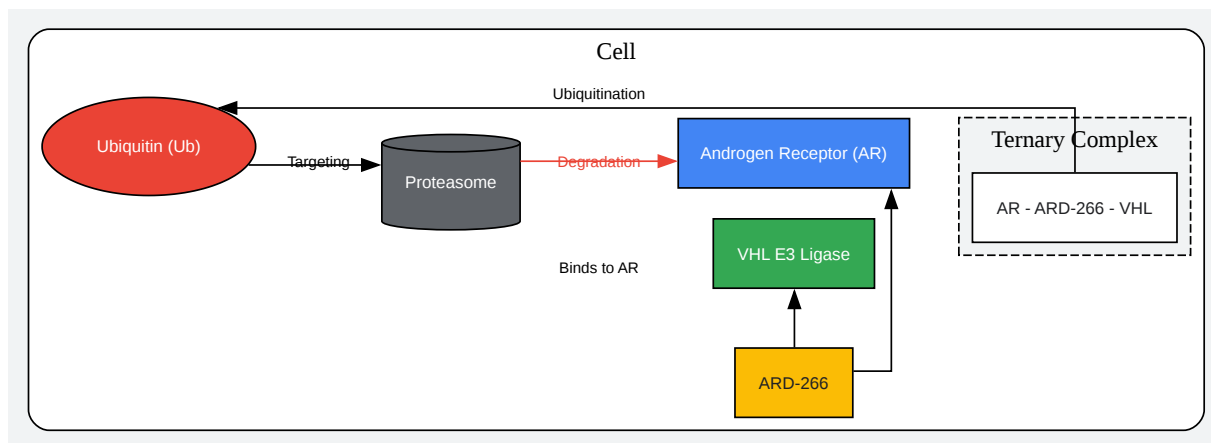 Cell
Ubiquitination
Ubiquitin (Ub)
Targeting
Proteasome
Degradation
Androgen Receptor (AR)
Ternary Complex
AR - ARD-266 - VHL
VHL E3 Ligase
Binds to AR
ARD-266